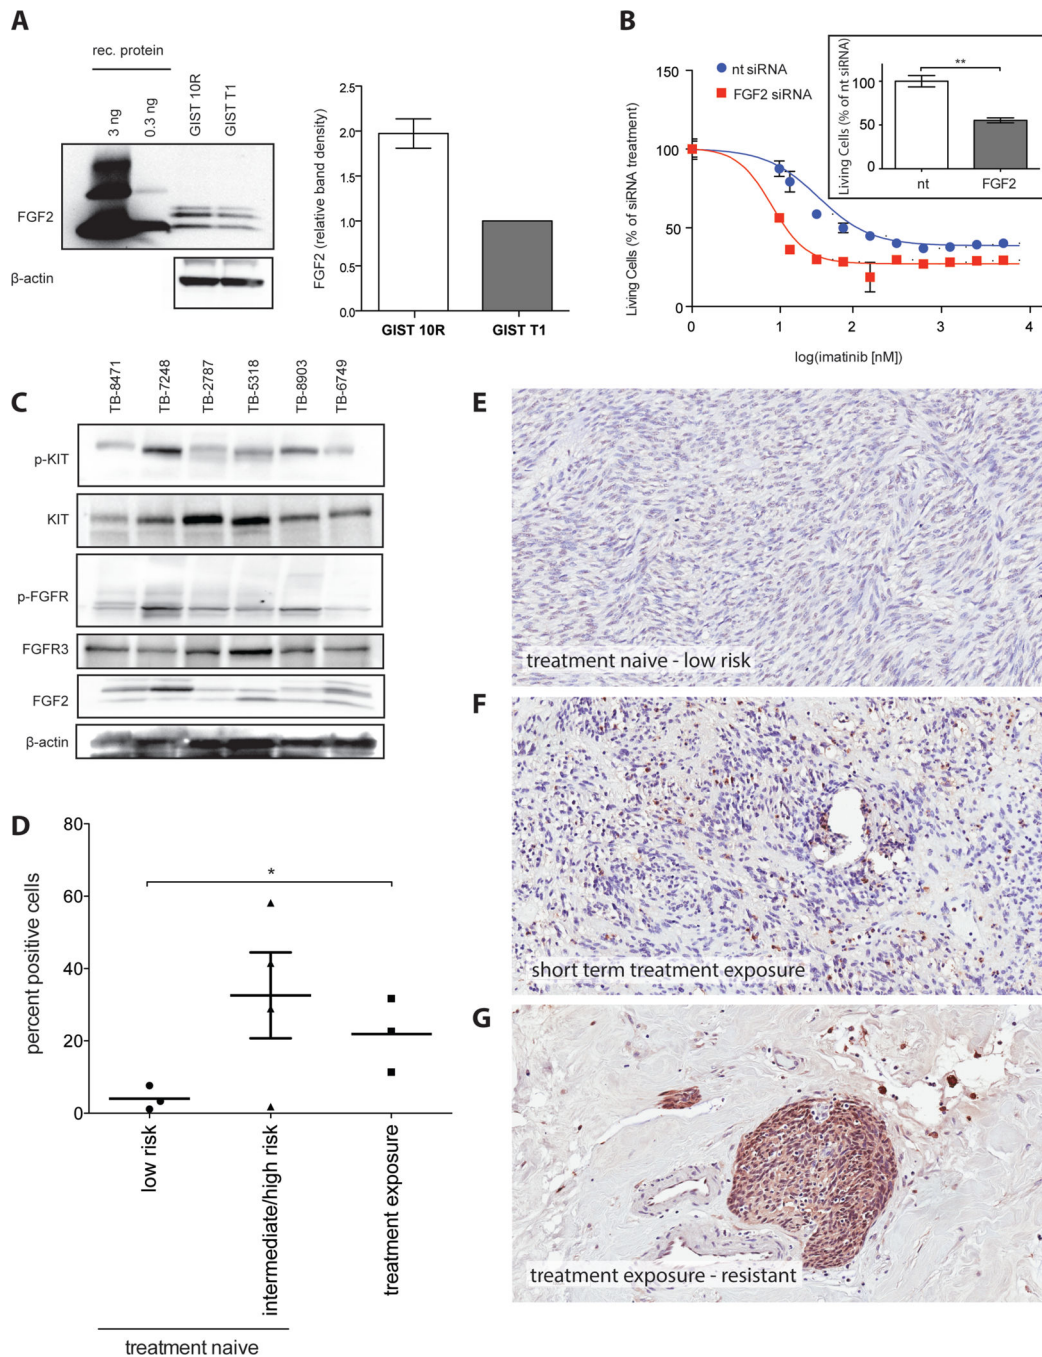 A
rec. protein
3 ng
0.3 ng
GIST 10R
GIST T1
FGF2
β-actin
FGF2 (relative band density)
2.5
2.0
1.5
1.0
0.5
0.0
GIST 10R
GIST T1
B
nt siRNA
FGF2 siRNA
Living Cells (% of siRNA treatment)
150
100
50
0
0
1
2
3
4
log(imatinib [nM])
Living Cells (% of nt siRNA)
100
50
0
**
nt
FGF2
C
TB-8471
TB-7248
TB-2787
TB-5318
TB-8903
TB-6749
p-KIT
KIT
p-FGFR
FGFR3
FGF2
β-actin
D
percent positive cells
80
60
40
20
0
*
low risk
intermediate/high risk
treatment exposure
treatment naive
E
treatment naive - low risk
F
short term treatment exposure
G
treatment exposure - resistant